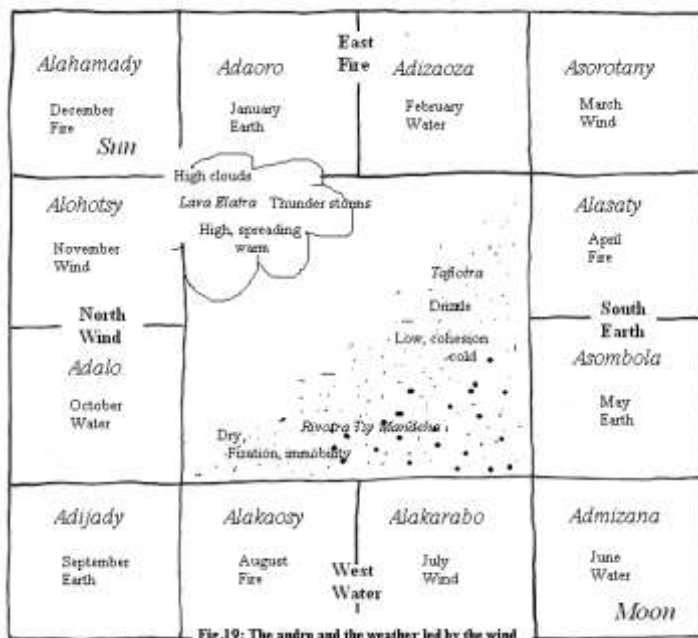 Alahamady
December
Fire
Sun
Adaoro
January
Earth
East
Fire
Adizaoza
February
Water
Asorotany
March
Wind
Alohotsy
November
Wind
High clouds
Lava Elatra Thunder storms
High, spreading
warm
Alasaty
April
Fire
North
Wind
Tafiotra
Drizzle
Low, cohesion
cold
South
Earth
Adalo
October
Water
Dry,
Fixation, immobility
Rivotra Tsy
Asombola
May
Earth
Adijady
September
Earth
Alakaosy
August
Fire
West
Water
Alakarabo
July
Wind
Admizana
June
Water
Moon
Fig.19: The andro and the weather led by the wind